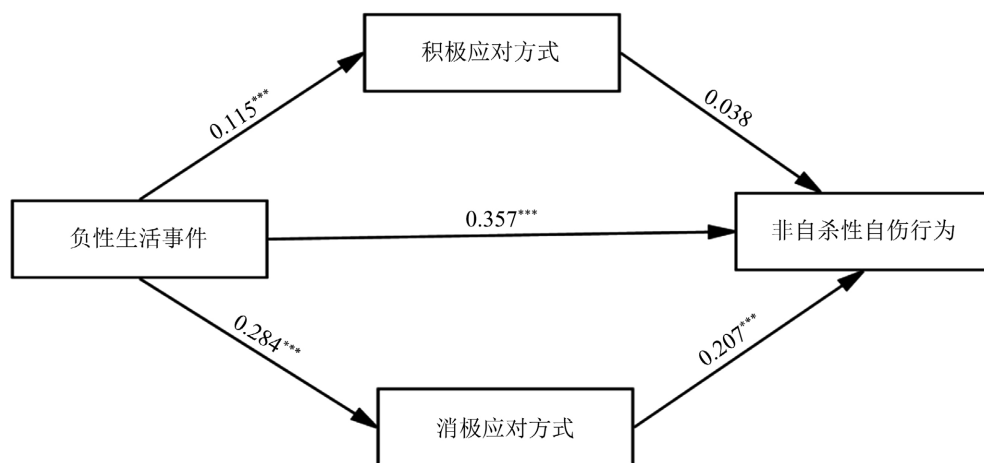 积极应对方式
0.115***
0.038
负性生活事件
0.357***
非自杀性自伤行为
0.284***
0.207***
消极应对方式